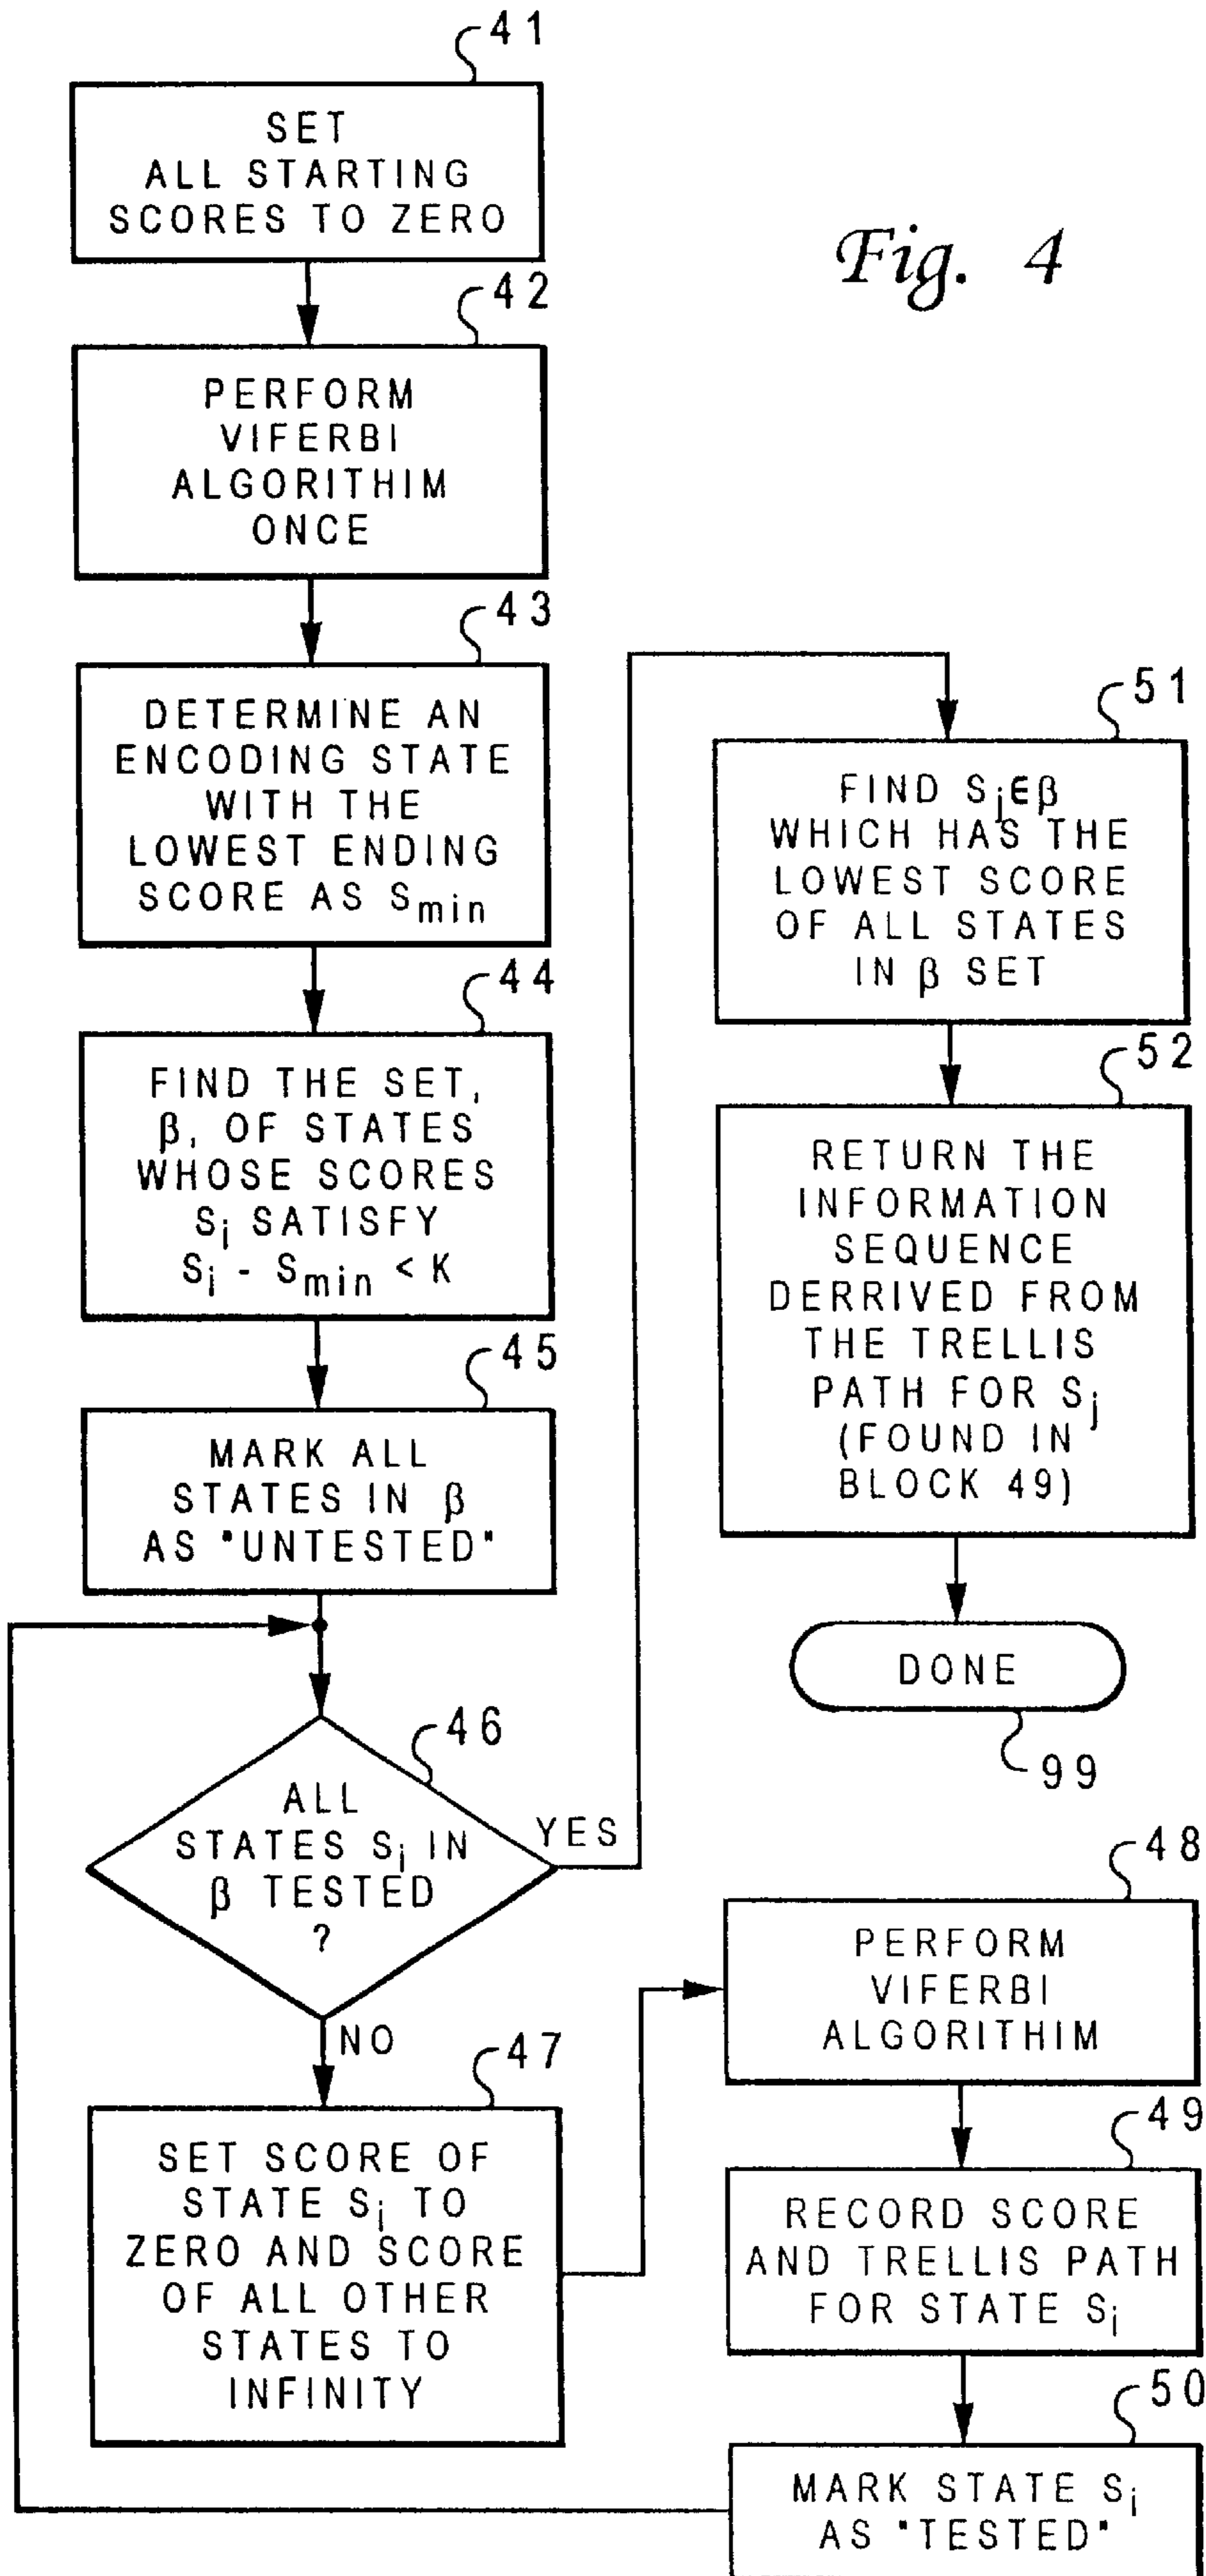 41
SET
ALL STARTING
SCORES TO ZERO
Fig. 4
42
PERFORM
VIFERBI
ALGORITHIM
ONCE
43
DETERMINE AN
ENCODING STATE
WITH THE
LOWEST ENDING
SCORE AS Smin
44
FIND THE SET,
β, OF STATES
WHOSE SCORES
Si SATISFY
Si - Smin < K
45
MARK ALL
STATES IN β
AS "UNTESTED"
46
ALL
STATES Si IN
β TESTED
?
YES
NO
47
SET SCORE OF
STATE Si TO
ZERO AND SCORE
OF ALL OTHER
STATES TO
INFINITY
48
PERFORM
VIFERBI
ALGORITHIM
49
RECORD SCORE
AND TRELLIS PATH
FOR STATE Si
50
MARK STATE Si
AS "TESTED"
51
FIND Sj∈β
WHICH HAS THE
LOWEST SCORE
OF ALL STATES
IN β SET
52
RETURN THE
INFORMATION
SEQUENCE
DERRIVED FROM
THE TRELLIS
PATH FOR Sj
(FOUND IN
BLOCK 49)
DONE
99